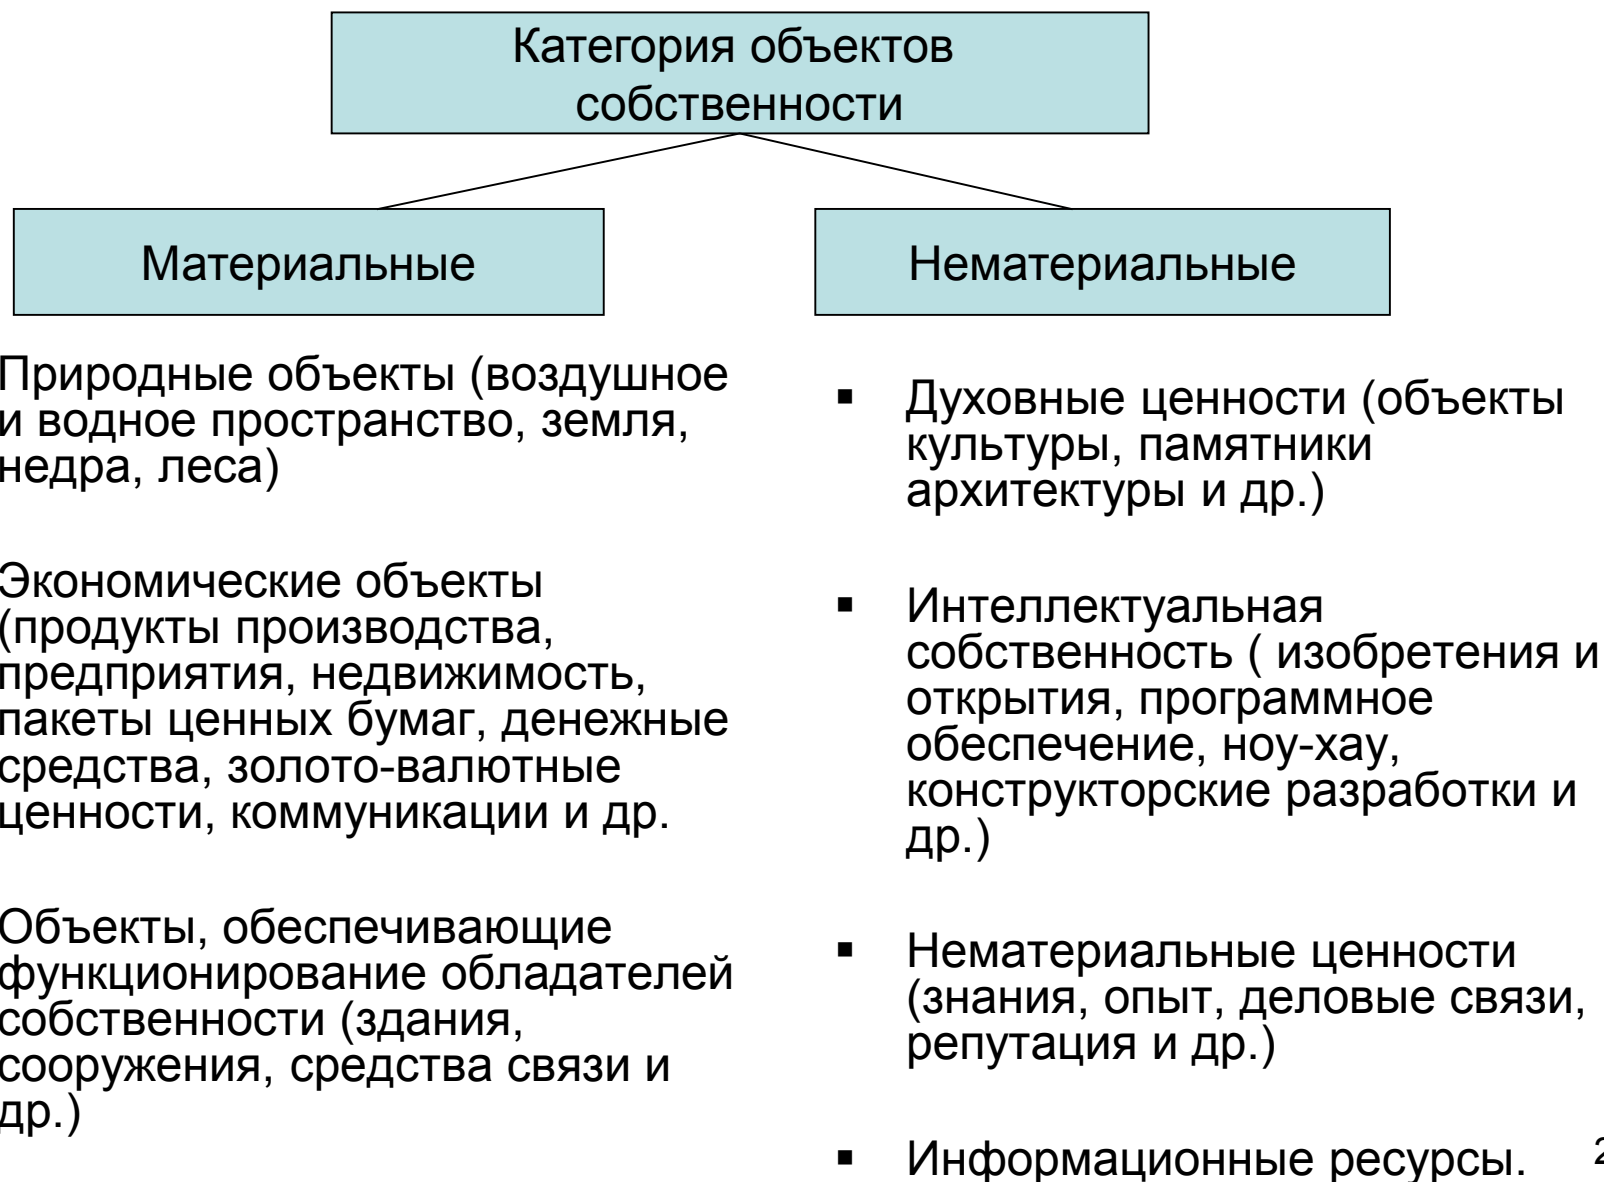 Категория объектов
собственности
Материальные
Нематериальные
Природные объекты (воздушное
и водное пространство, земля,
недра, леса)
Экономические объекты
(продукты производства,
предприятия, недвижимость,
пакеты ценных бумаг, денежные
средства, золото-валютные
ценности, коммуникации и др.
Объекты, обеспечивающие
функционирование обладателей
собственности (здания,
сооружения, средства связи и
др.)
▪ Духовные ценности (объекты
культуры, памятники
архитектуры и др.)
▪ Интеллектуальная
собственность ( изобретения и
открытия, программное
обеспечение, ноу-хау,
конструкторские разработки и
др.)
▪ Нематериальные ценности
(знания, опыт, деловые связи,
репутация и др.)
▪ Информационные ресурсы.